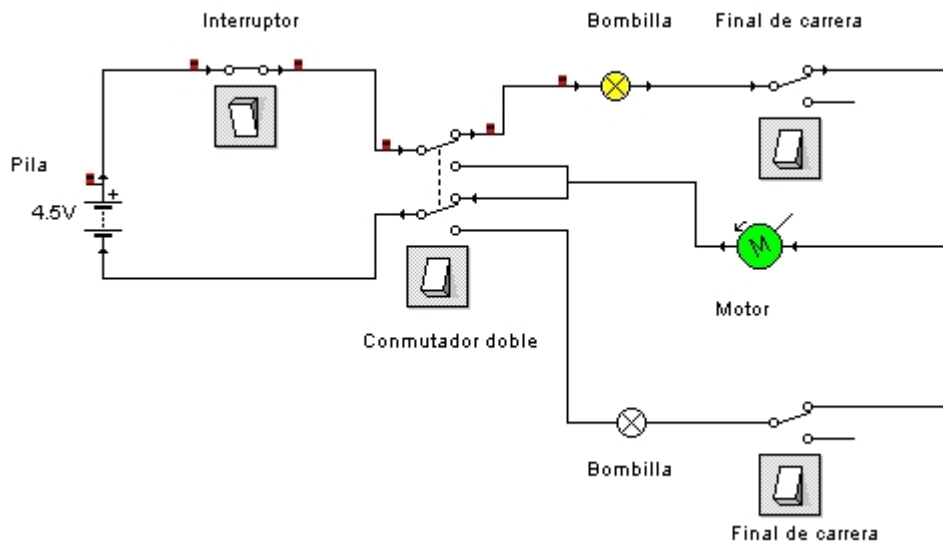 Interruptor
Bombilla
Final de carrera
Pila
+
4.5V
M
Motor
Conmutador doble
Bombilla
Final de carrera